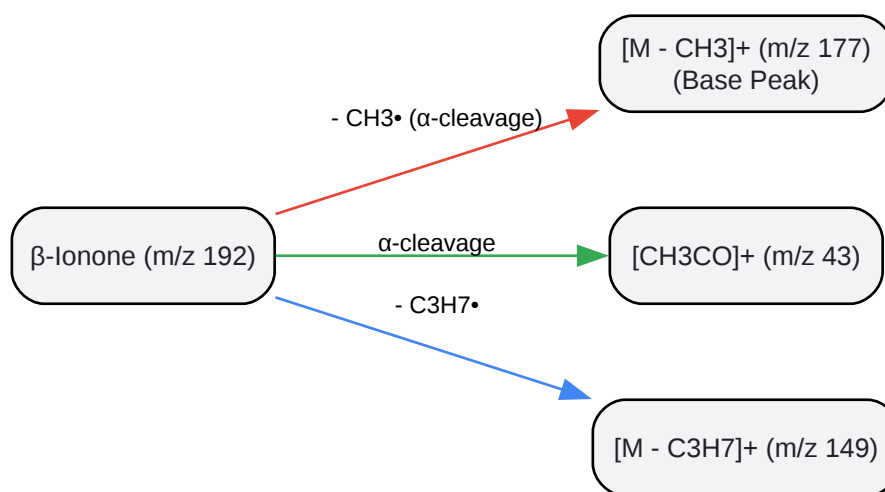 [M - CH3]+ (m/z 177)
(Base Peak)
- CH3• (α-cleavage)
β-Ionone (m/z 192)
α-cleavage
[CH3CO]+ (m/z 43)
- C3H7•
[M - C3H7]+ (m/z 149)